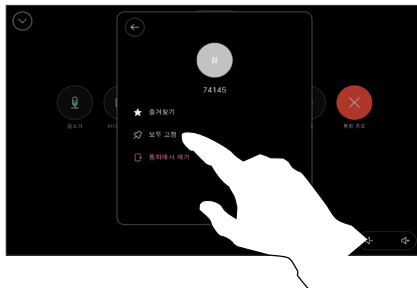 #
74145
즐겨찾기
모두 고정
음소거
통화 종료
통화에서 제거